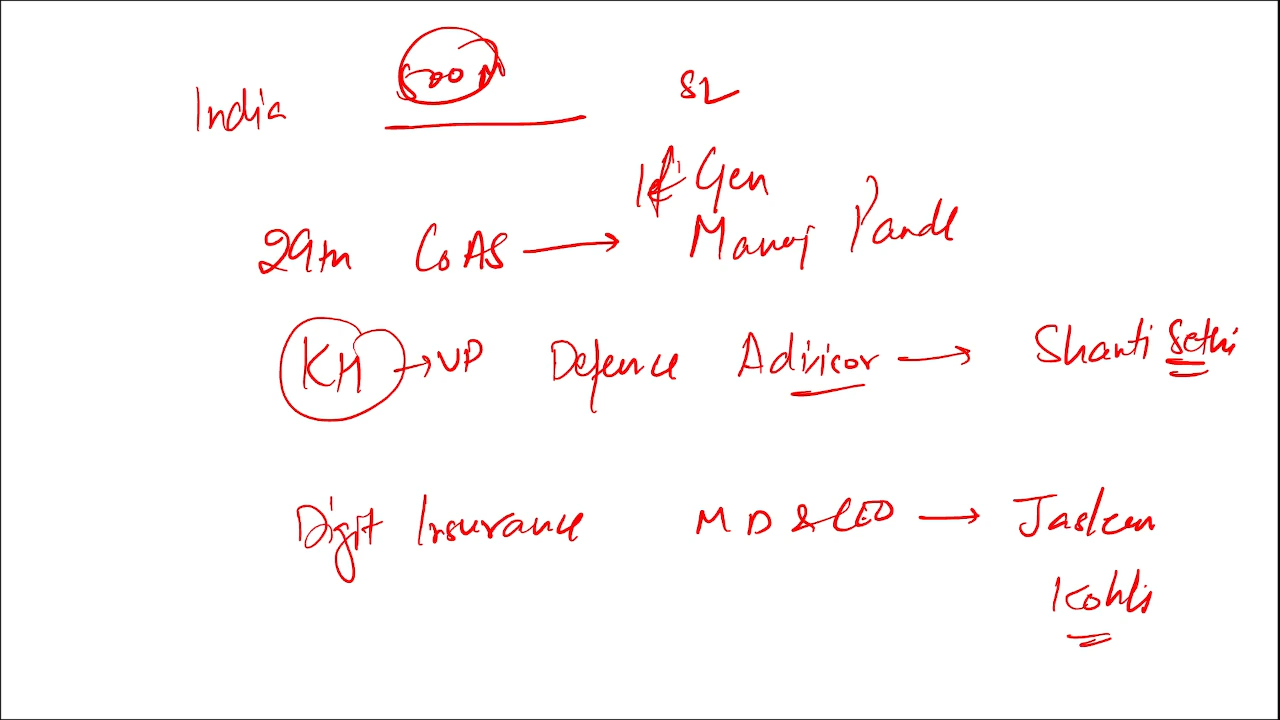 India 500 M SL
Lt Gen
29th COAS → Manoj Pande
KH → VP Defence Advisor → Shanti Sethi
Digit Insurance MD & CEO → Jasleen
Kohli